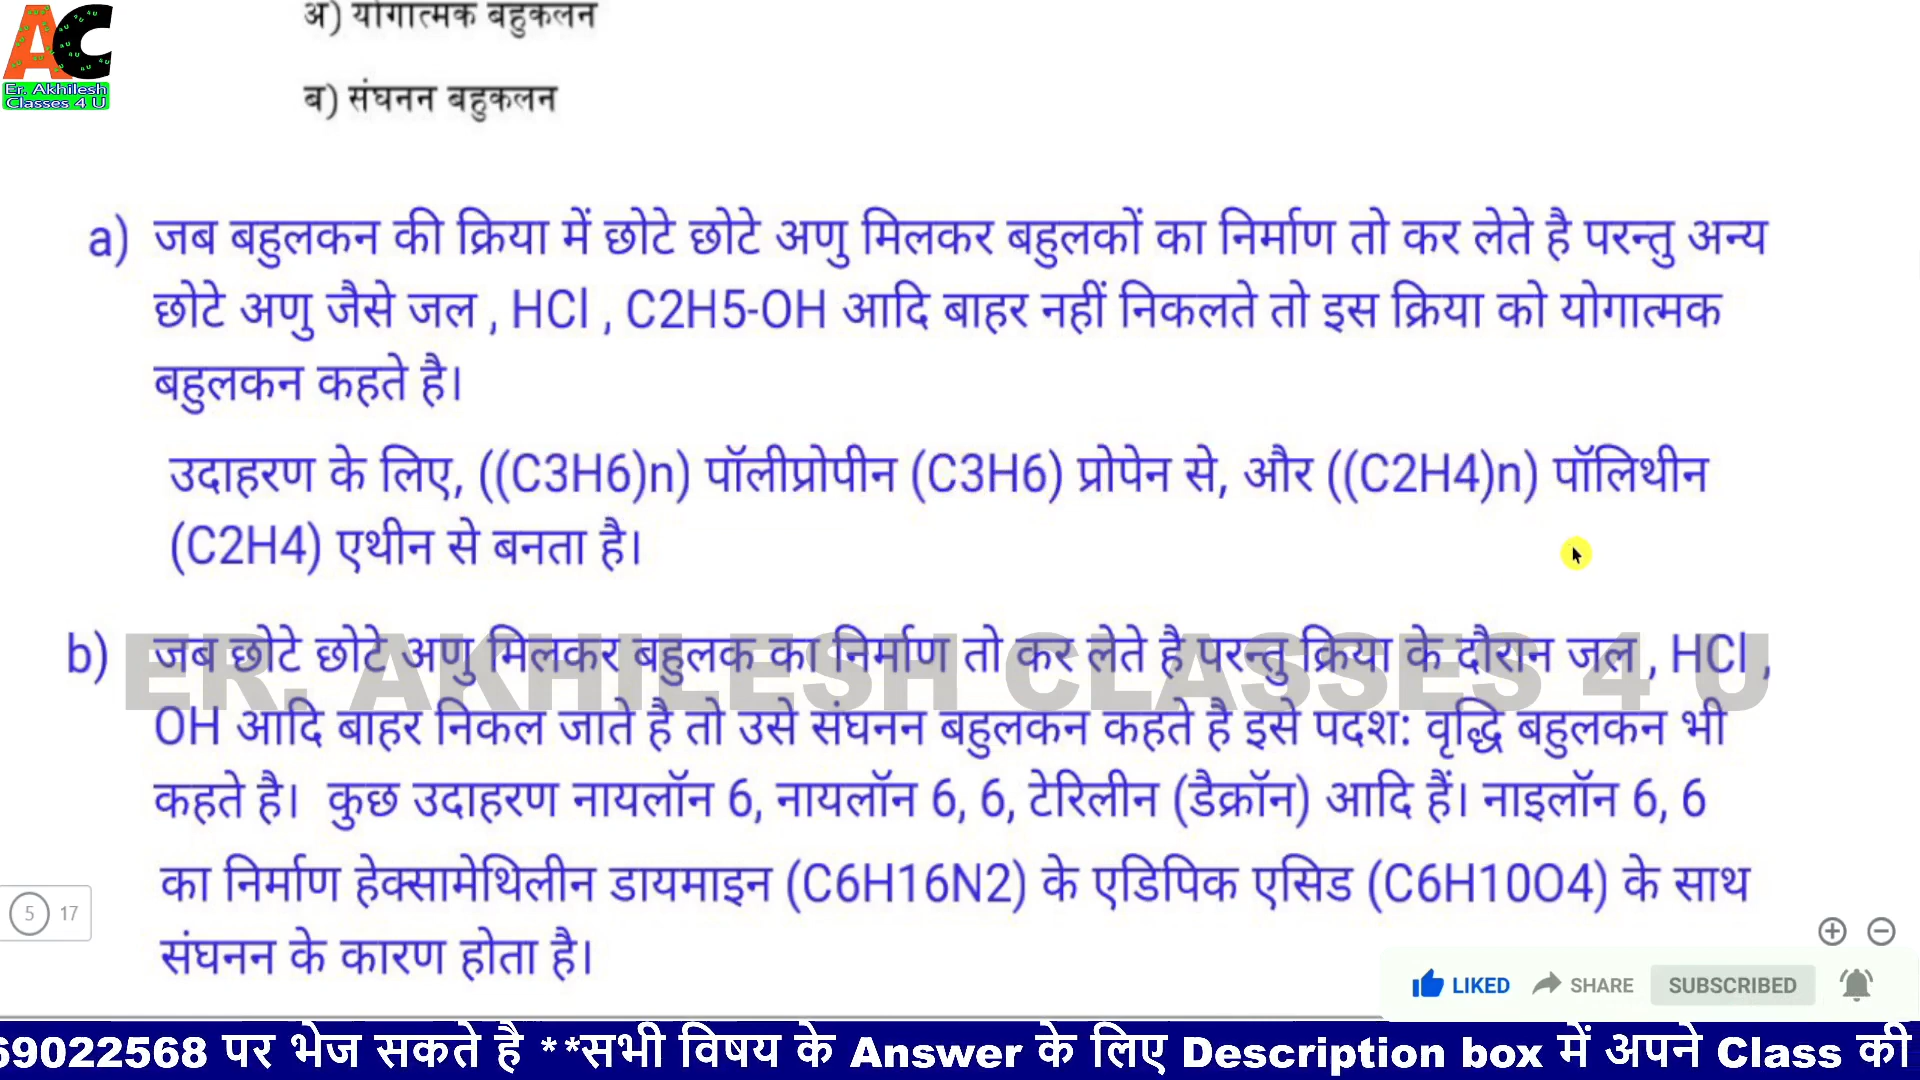 अ) योगात्मक बहुकलन
AC
Er. Akhilesh
Classes 4 U
ब) संघनन बहुकलन
a) जब बहुलकन की क्रिया में छोटे छोटे अणु मिलकर बहुलकों का निर्माण तो कर लेते है परन्तु अन्य
छोटे अणु जैसे जल , HCl , C2H5-OH आदि बाहर नहीं निकलते तो इस क्रिया को योगात्मक
बहुलकन कहते है।
उदाहरण के लिए, ((C3H6)n) पॉलीप्रोपीन (C3H6) प्रोपेन से, और ((C2H4)n) पॉलिथीन
(C2H4) एथीन से बनता है।
ER. AKHILESH CLASSES 4 U
b) जब छोटे छोटे अणु मिलकर बहुलक का निर्माण तो कर लेते है परन्तु क्रिया के दौरान जल , HCl ,
OH आदि बाहर निकल जाते है तो उसे संघनन बहुलकन कहते है इसे पदश: वृद्धि बहुलकन भी
कहते है। कुछ उदाहरण नायलॉन 6, नायलॉन 6, 6, टेरिलीन (डैक्रॉन) आदि हैं। नाइलॉन 6, 6
का निर्माण हेक्सामेथिलीन डायमाइन (C6H16N2) के एडिपिक एसिड (C6H10O4) के साथ
संघनन के कारण होता है।
5 17
LIKED SHARE SUBSCRIBED
69022568 पर भेज सकते है **सभी विषय के Answer के लिए Description box में अपने Class की